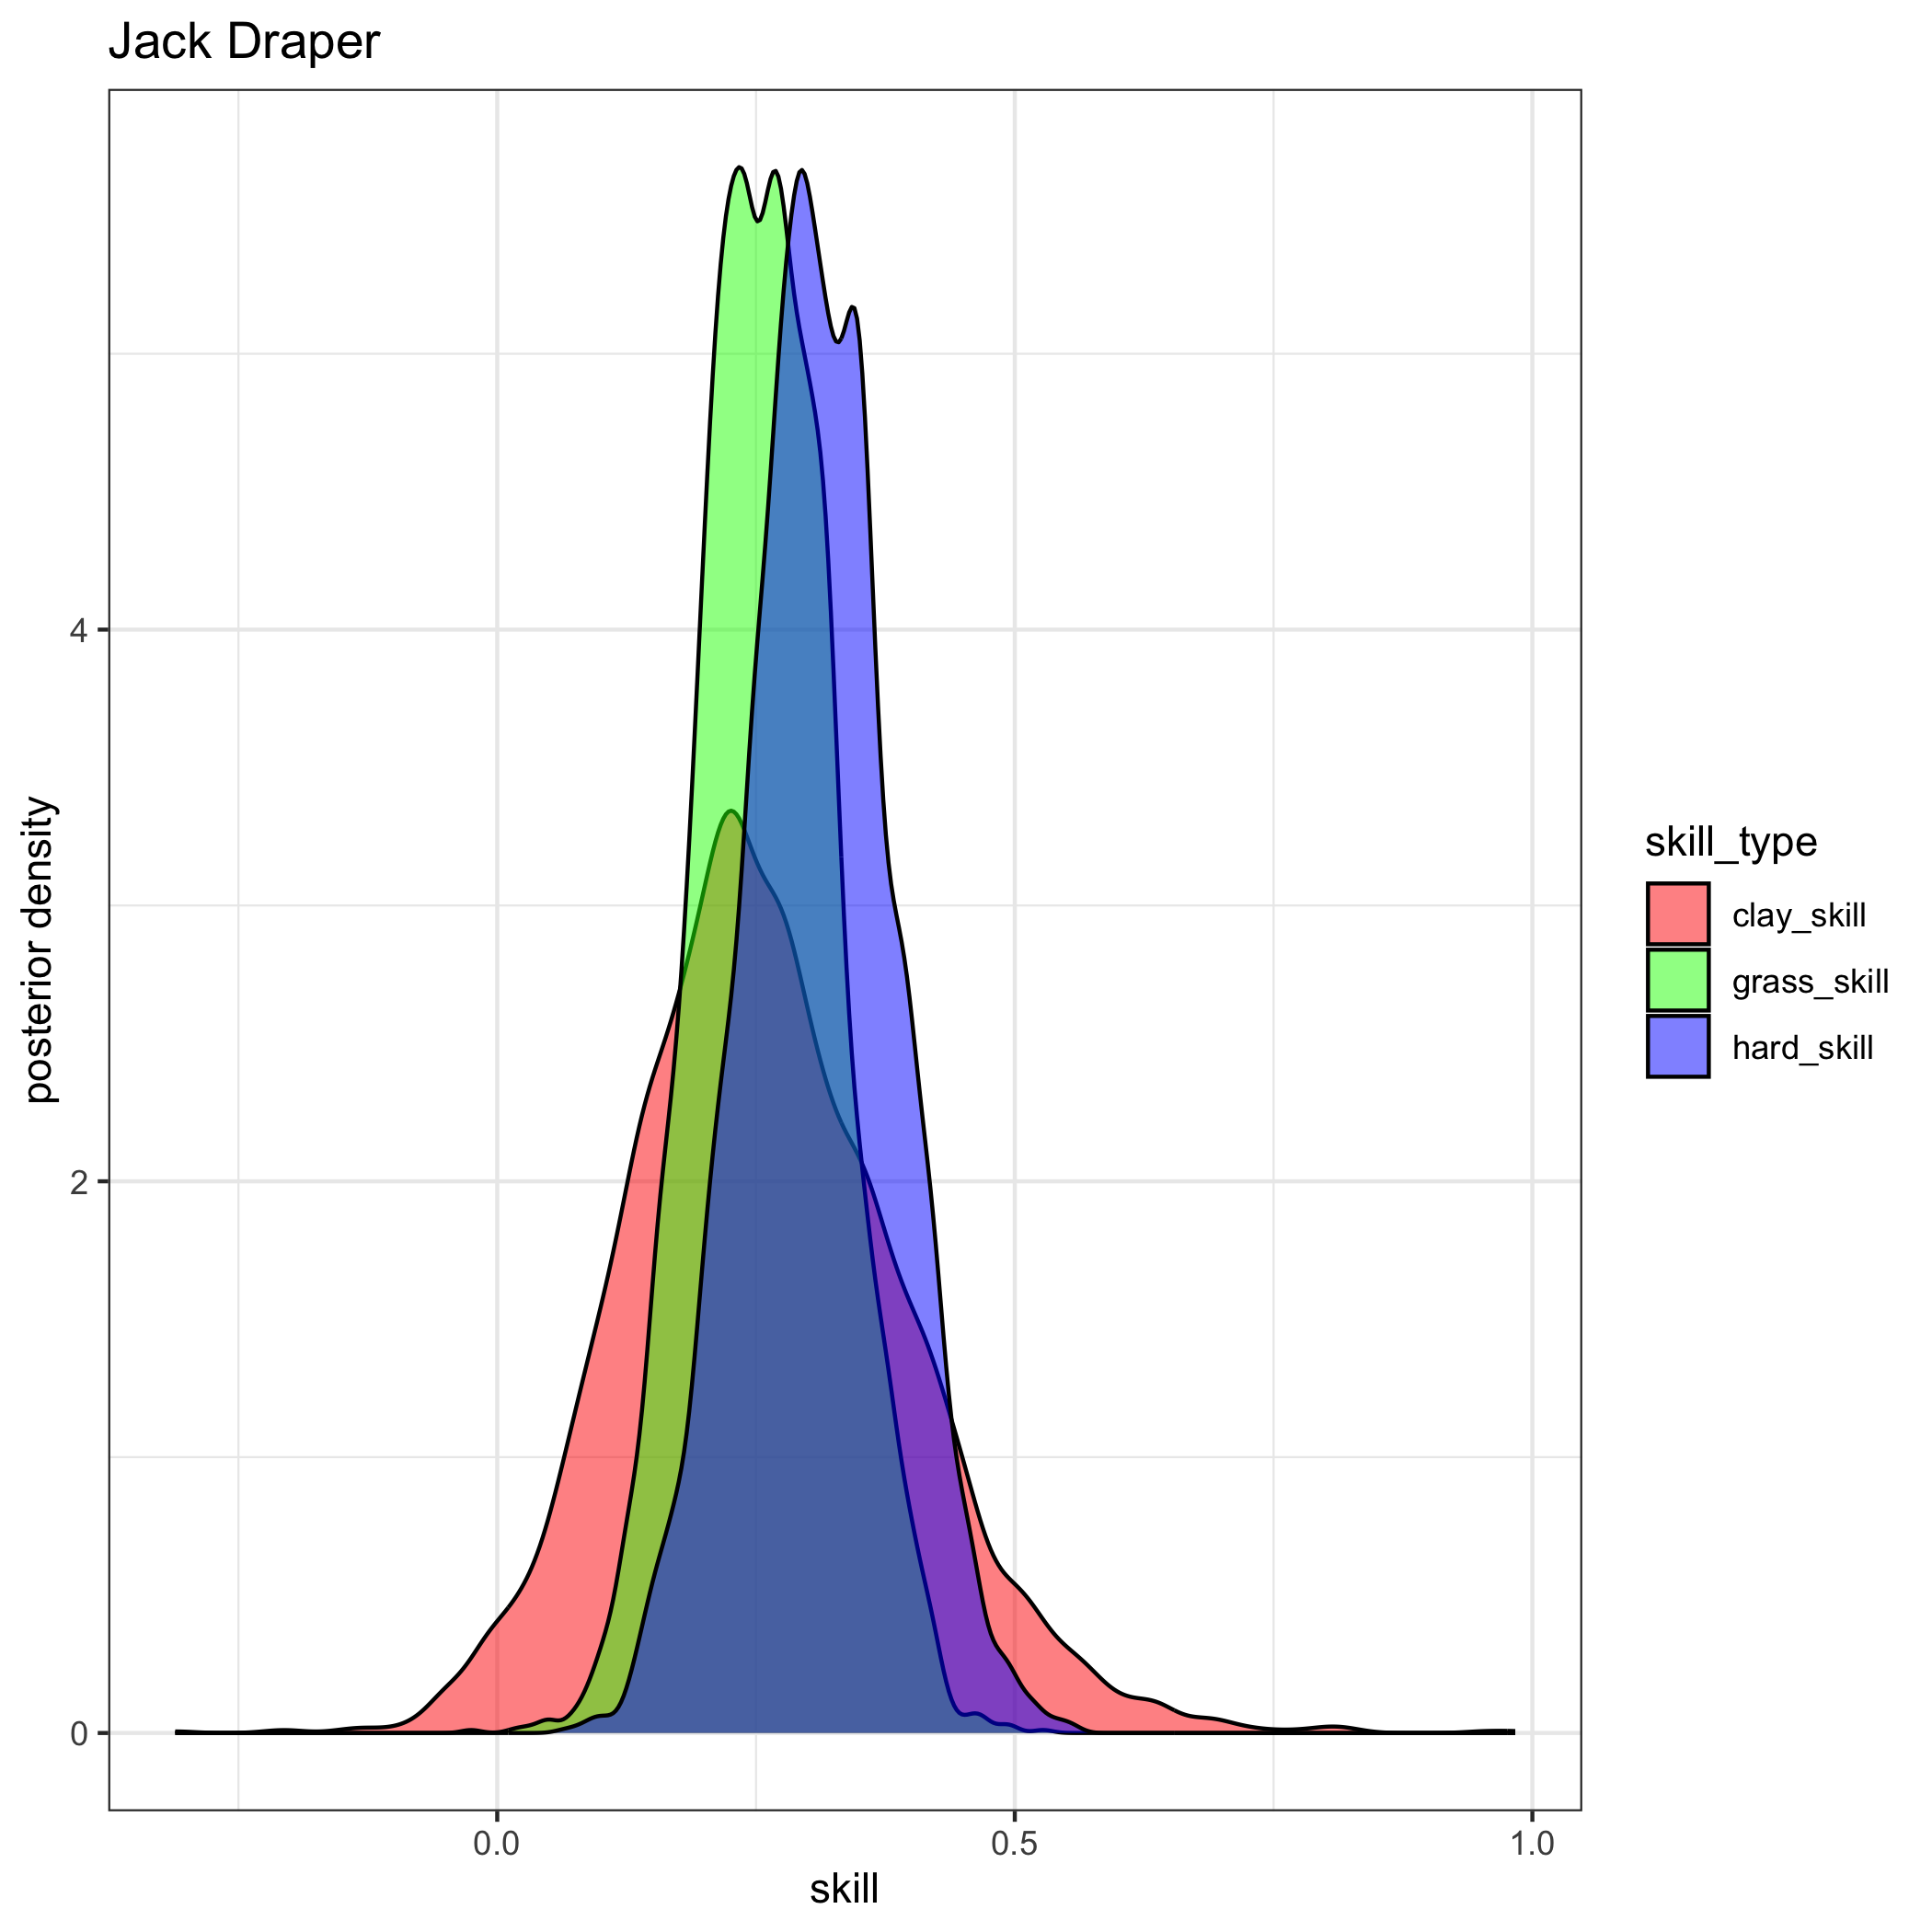 Jack Draper
posterior density
4
2
0
0.0 0.5 1.0
skill
skill_type
clay_skill
grass_skill
hard_skill